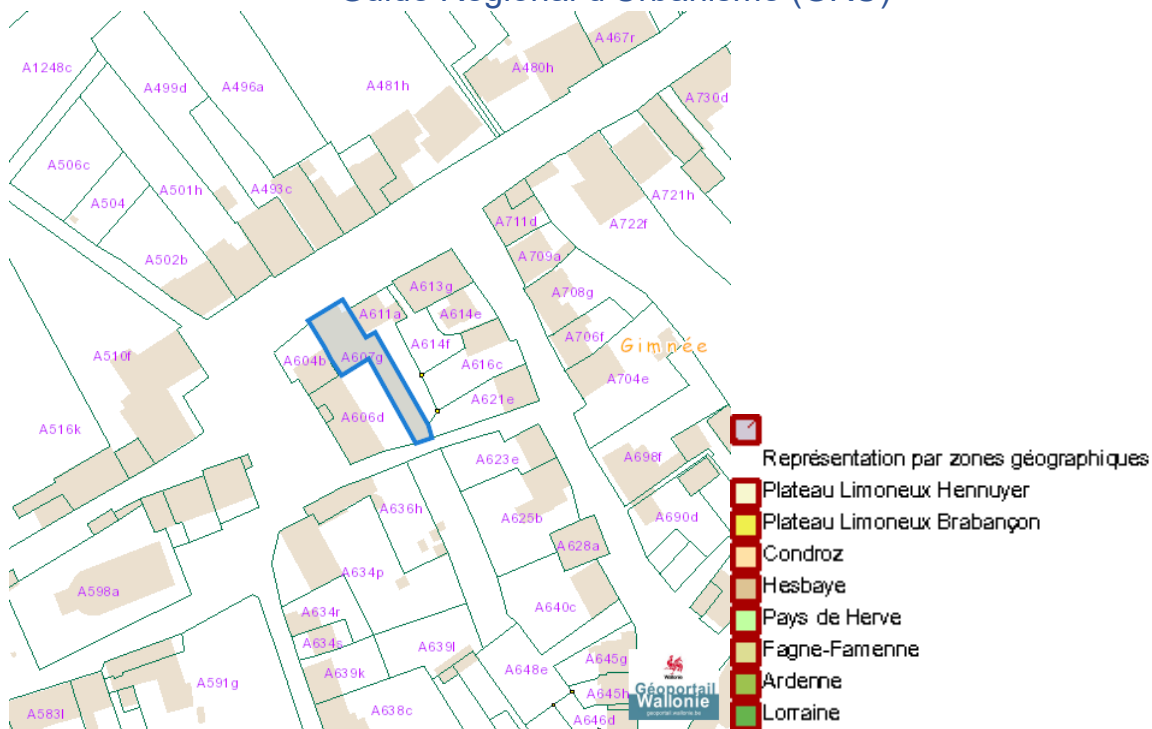 Guide Régional d'Urbanisme (GRU)
A467r
A1248c
A480h
A499d
A496a
A481h
A730d
A506c
A501h
A493c
A504
A721h
A711d
A722f
A502b
A709a
A613g
A708g
A611a
A614e
A706f
A614f
Gimnée
A510f
A604b
A607g
A616c
A704e
A621e
A606d
A516k
A623e
A698f
A636h
A625b
A690d
A628a
A634p
A598a
A640c
A634r
A634s
A639l
A645g
A648e
A639k
A591g
A645h
A638c
A583l
A646d
Wallonie
Géoportail
Wallonie
geoportail.wallonie.be
Représentation par zones géographiques
Plateau Limoneux Hennuyer
Plateau Limoneux Brabançon
Condroz
Hesbaye
Pays de Herve
Fagne-Famenne
Ardenne
Lorraine